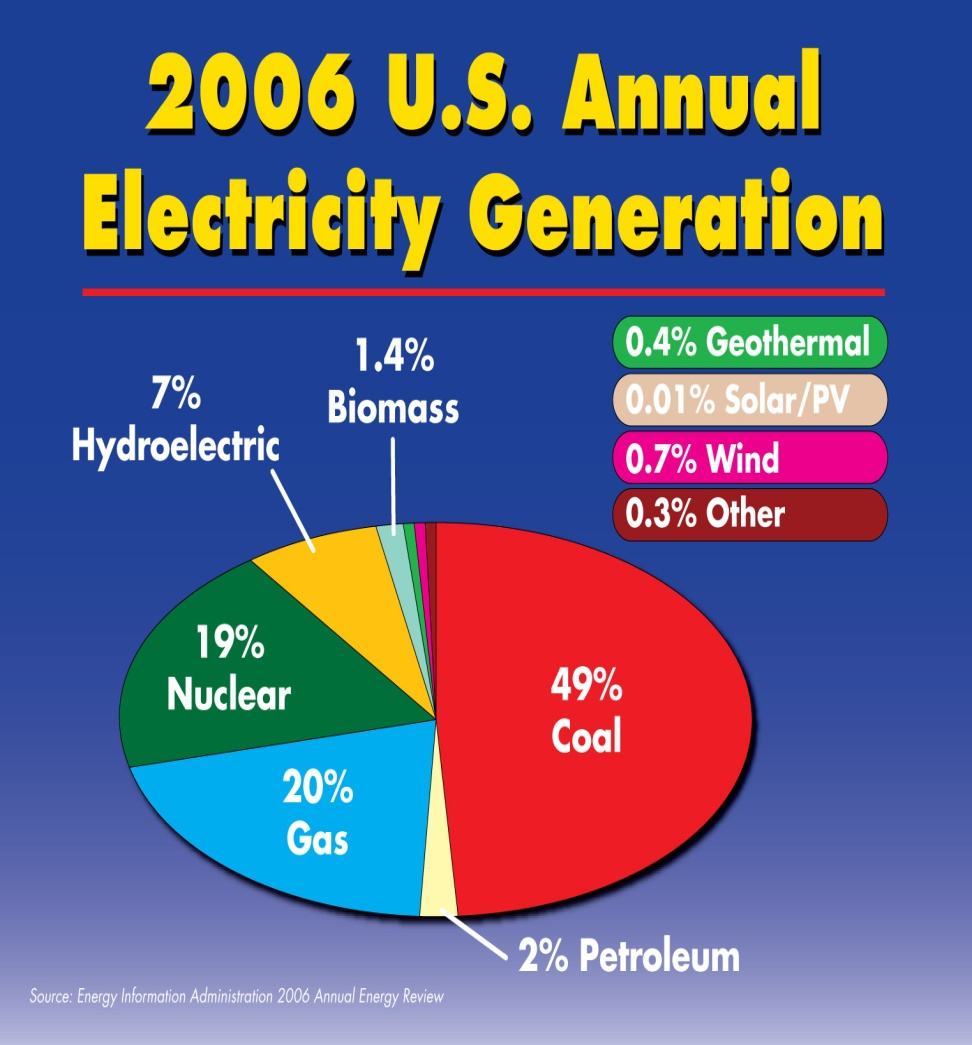 2006 U.S. Annual
Electricity Generation
1.4%
Biomass
7%
Hydroelectric
0.4% Geothermal
0.01% Solar/PV
0.7% Wind
0.3% Other
19%
Nuclear
49%
Coal
20%
Gas
2% Petroleum
Source: Energy Information Administration 2006 Annual Energy Review